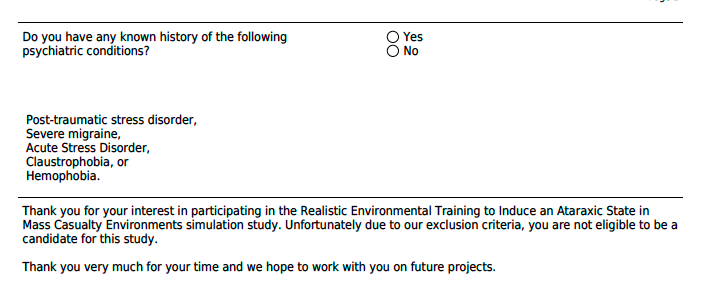 Do you have any known history of the following
psychiatric conditions?
Yes
No
Post-traumatic stress disorder,
Severe migraine,
Acute Stress Disorder,
Claustrophobia, or
Hemophobia.
Thank you for your interest in participating in the Realistic Environmental Training to Induce an Ataraxic State in
Mass Casualty Environments simulation study. Unfortunately due to our exclusion criteria, you are not eligible to be a
candidate for this study.
Thank you very much for your time and we hope to work with you on future projects.